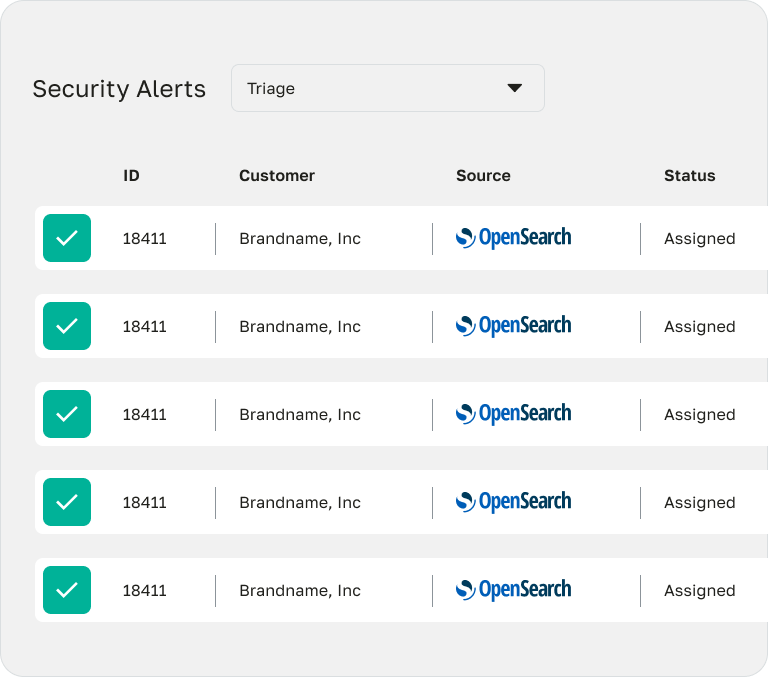 Security Alerts Triage
ID Customer Source Status
18411 Brandname, Inc OpenSearch Assigned
18411 Brandname, Inc OpenSearch Assigned
18411 Brandname, Inc OpenSearch Assigned
18411 Brandname, Inc OpenSearch Assigned
18411 Brandname, Inc OpenSearch Assigned